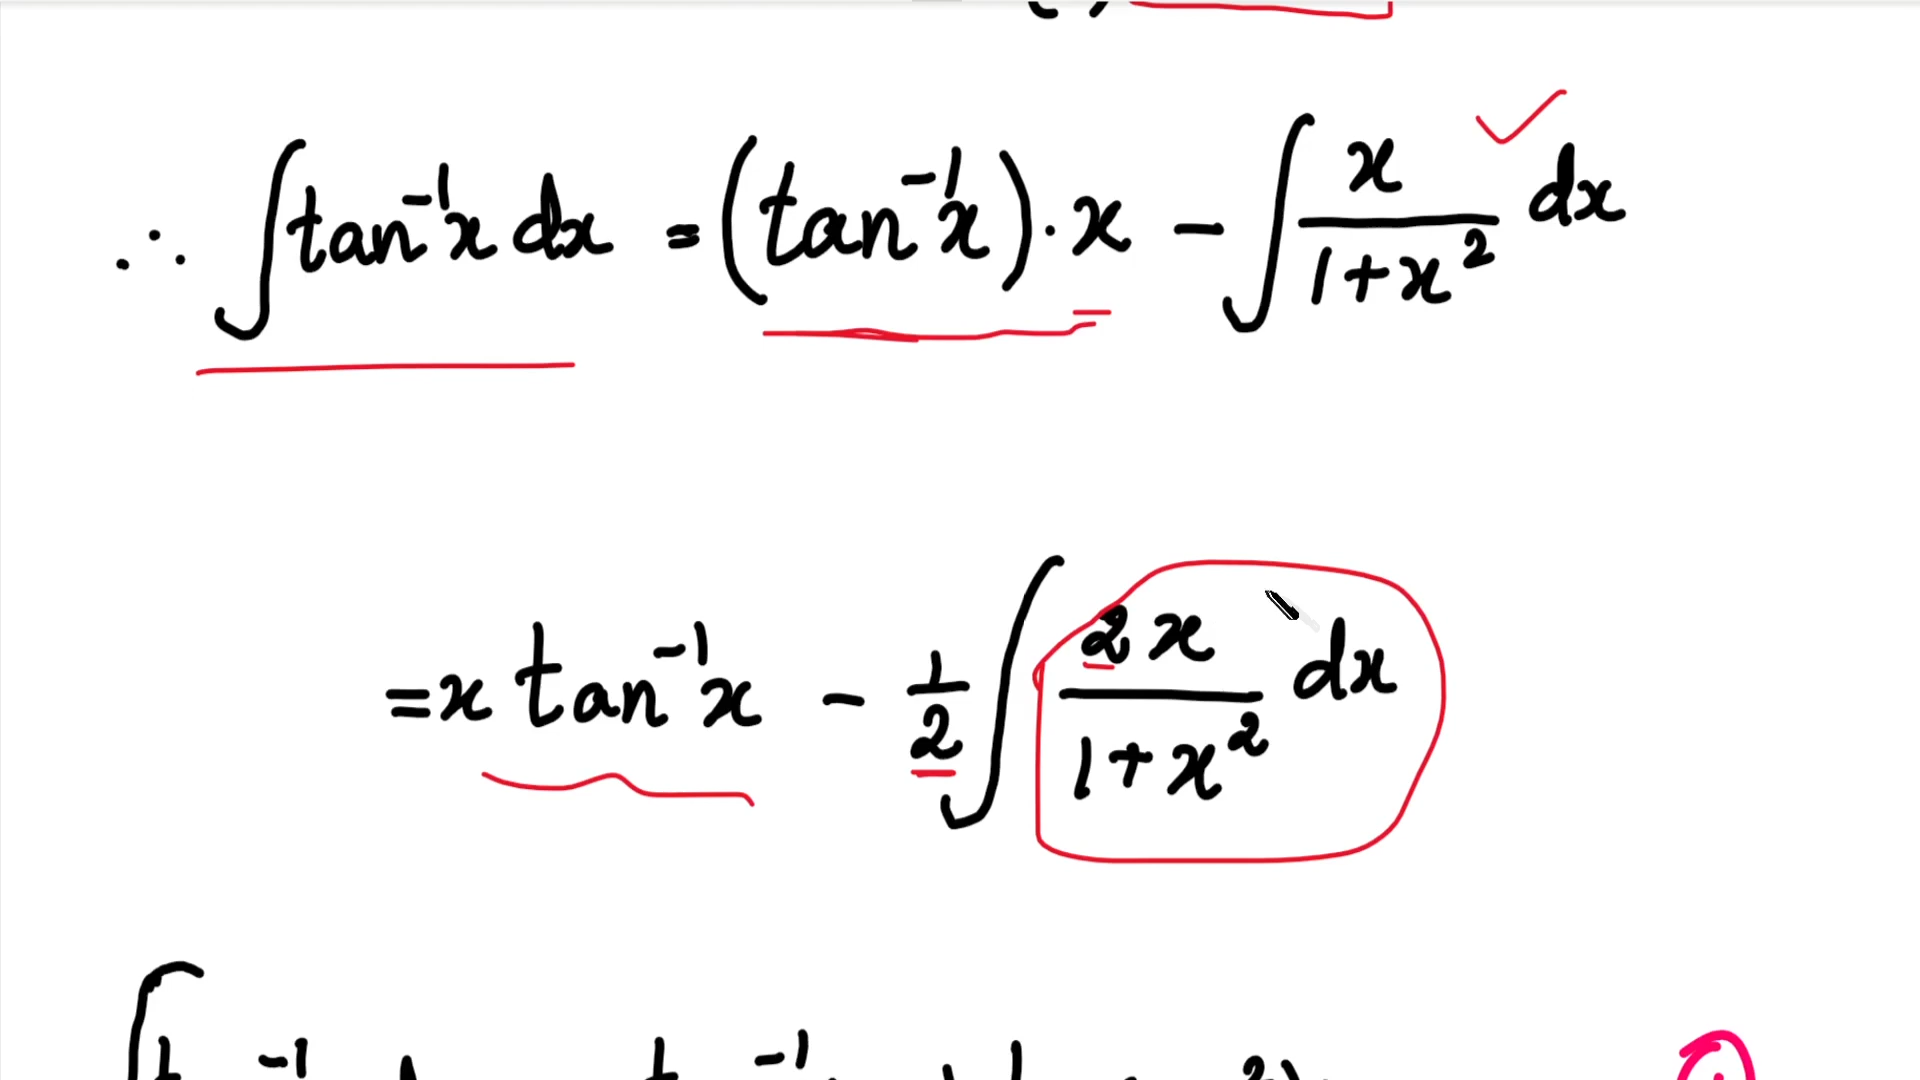 ∴ ∫ tan⁻¹x dx = (tan⁻¹x)·x − ∫ x/(1+x²) dx
= x tan⁻¹x − 1/2 ∫ 2x/(1+x²) dx